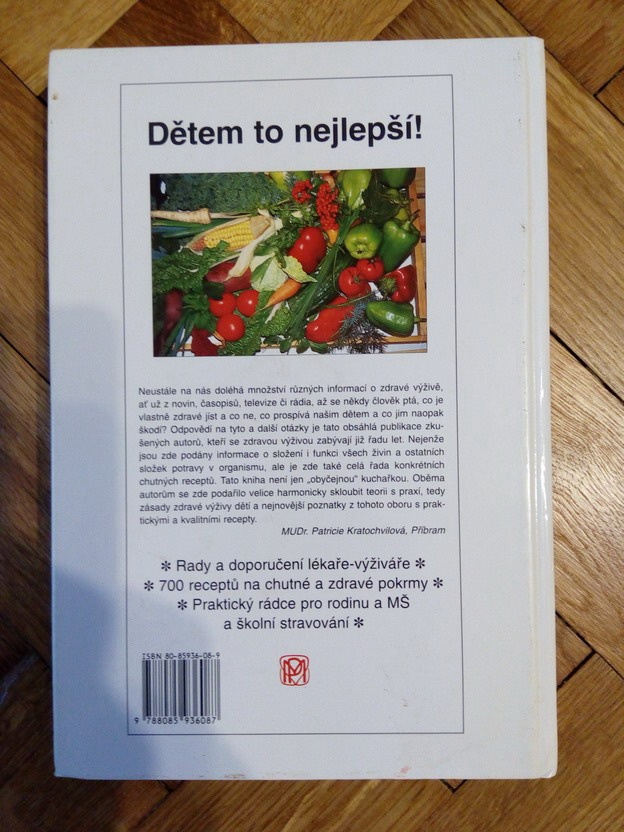 Dětem to nejlepší!
Neustále na nás doléhá množství různých informací o zdravé výživě,
ať už z novin, časopisů, televize či rádia, až se někdy člověk ptá, co je
vlastně zdravé jíst a co ne, co prospívá našim dětem a co jim naopak
škodí? Odpovědí na tyto a další otázky je tato obsáhlá publikace zku-
šených autorů, kteří se zdravou výživou zabývají již řadu let. Nejenže
jsou zde podány informace o složení i funkci všech živin a ostatních
složek potravy v organismu, ale je zde také celá řada konkrétních
chutných receptů. Tato kniha není jen „obyčejnou" kuchařkou. Oběma
autorům se zde podařilo velice harmonicky skloubit teorii s praxí, tedy
zásady zdravé výživy dětí a nejnovější poznatky z tohoto oboru s prak-
tickými a kvalitními recepty.
MUDr. Patricie Kratochvílová, Příbram
✻ Rady a doporučení lékaře-výživáře ✻
✻ 700 receptů na chutné a zdravé pokrmy ✻
✻ Praktický rádce pro rodinu a MŠ
a školní stravování ✻
ISBN 80-85936-08-9
9 788085 936087